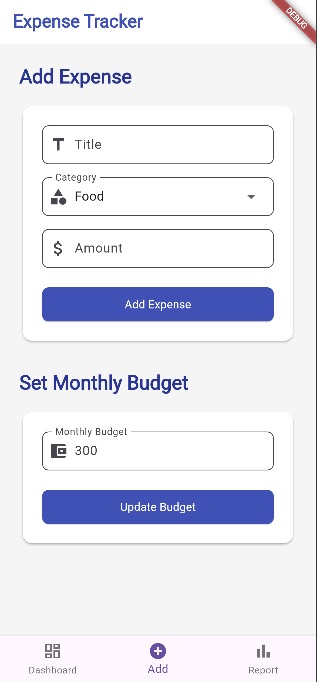 Expense Tracker
DEBUG
Add Expense
Title
Category
Food
$ Amount
Add Expense
Set Monthly Budget
Monthly Budget
300
Update Budget
Dashboard
Add
Report